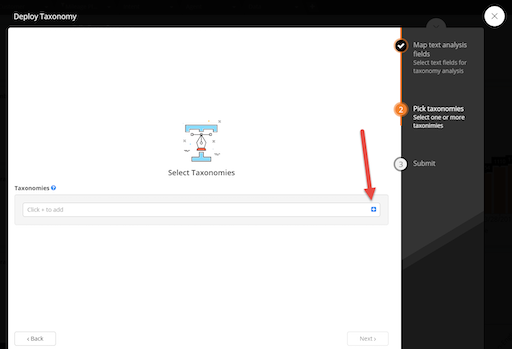 Deploy Taxonomy
Map text analysis
fields
Select text fields for
taxonomy analysis
2
Pick taxonomies
Select one or more
taxonimies
3
Submit
Select Taxonomies
Taxonomies
Click + to add
‹ Back
Next ›